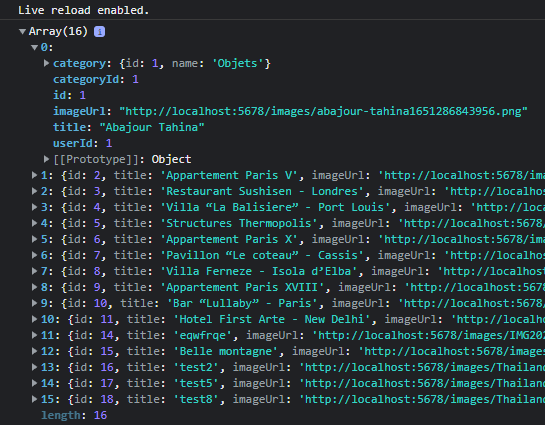 Live reload enabled.
Array(16) i
0:
category: {id: 1, name: 'Objets'}
categoryId: 1
id: 1
imageUrl: "http://localhost:5678/images/abajour-tahina1651286843956.png"
title: "Abajour Tahina"
userId: 1
[[Prototype]]: Object
1: {id: 2, title: 'Appartement Paris V', imageUrl: 'http://localhost:5678/ima
2: {id: 3, title: 'Restaurant Sushisen - Londres', imageUrl: 'http://localhos
3: {id: 4, title: 'Villa “La Balisiere” - Port Louis', imageUrl: 'http://loca
4: {id: 5, title: 'Structures Thermopolis', imageUrl: 'http://localhost:5678/
5: {id: 6, title: 'Appartement Paris X', imageUrl: 'http://localhost:5678/ima
6: {id: 7, title: 'Pavillon “Le coteau” - Cassis', imageUrl: 'http://localhos
7: {id: 8, title: 'Villa Ferneze - Isola d’Elba', imageUrl: 'http://localhost
8: {id: 9, title: 'Appartement Paris XVIII', imageUrl: 'http://localhost:5678
9: {id: 10, title: 'Bar “Lullaby” - Paris', imageUrl: 'http://localhost:5678/
10: {id: 11, title: 'Hotel First Arte - New Delhi', imageUrl: 'http://localho
11: {id: 14, title: 'eqwfrqe', imageUrl: 'http://localhost:5678/images/IMG202
12: {id: 15, title: 'Belle montagne', imageUrl: 'http://localhost:5678/images
13: {id: 16, title: 'test2', imageUrl: 'http://localhost:5678/images/Thailand
14: {id: 17, title: 'test5', imageUrl: 'http://localhost:5678/images/Thailand
15: {id: 18, title: 'test8', imageUrl: 'http://localhost:5678/images/Thailand
length: 16